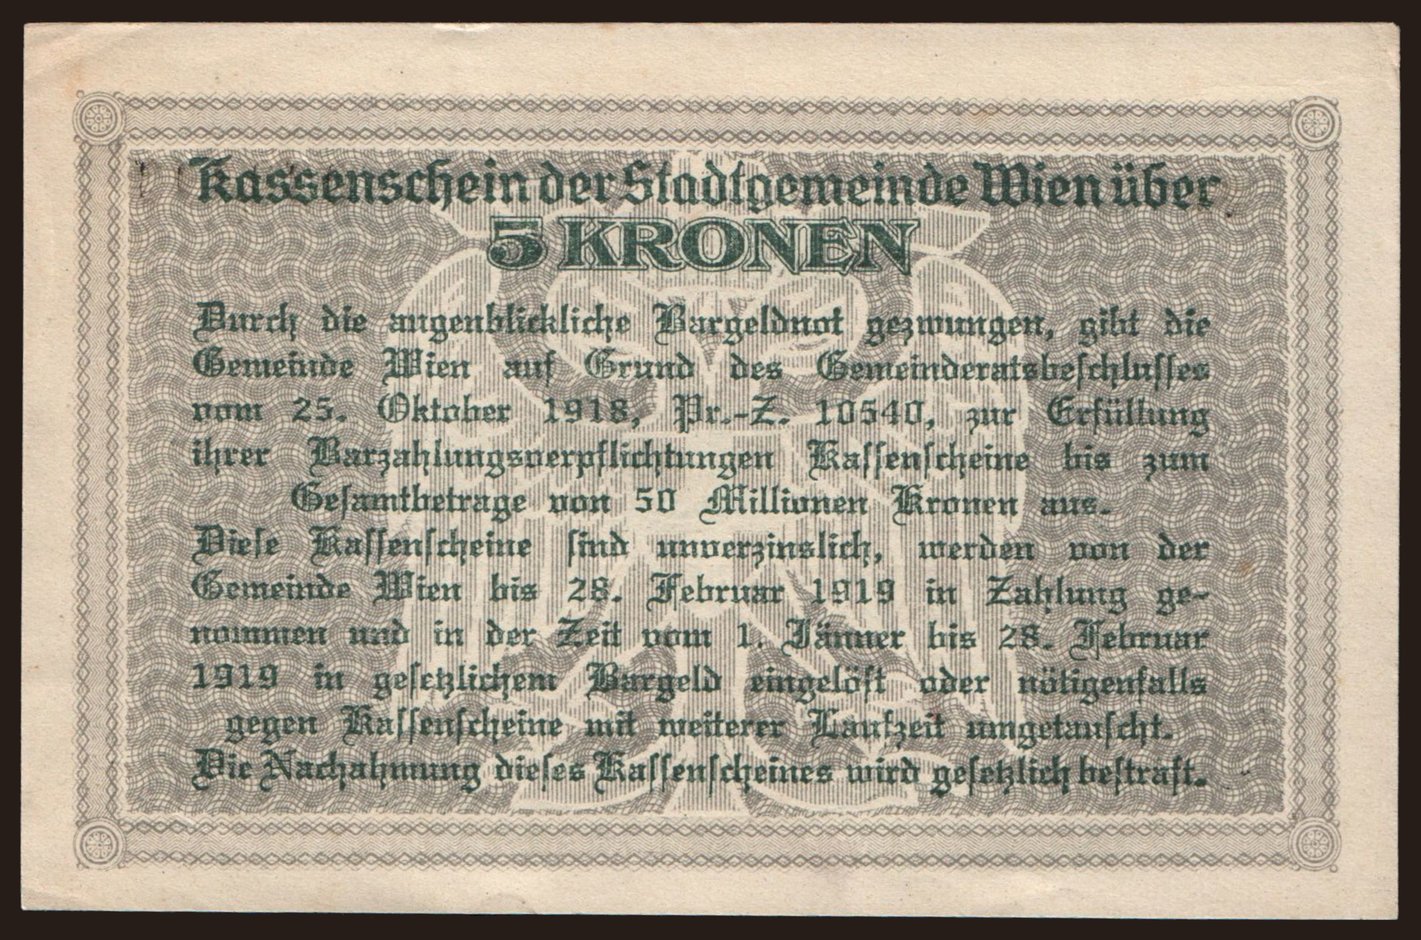 Kassenschein der Stadtgemeinde Wien über
5 KRONEN
Durch die augenblickliche Bargeldnot gezwungen, gibt die
Gemeinde Wien auf Grund des Gemeinderatsbeschlusses
vom 25. Oktober 1918, Pr.-Z. 10540, zur Erfüllung
ihrer Barzahlungsverpflichtungen Kassenscheine bis zum
Gesamtbetrage von 50 Millionen Kronen aus.
Diese Kassenscheine sind unverzinslich, werden von der
Gemeinde Wien bis 28. Februar 1919 in Zahlung ge-
nommen und in der Zeit vom 1. Jänner bis 28. Februar
1919 in gesetzlichem Bargeld eingelöst oder nötigenfalls
gegen Kassenscheine mit weiterer Laufzeit umgetauscht.
Die Nachahmung dieses Kassenscheines wird gesetzlich bestraft.